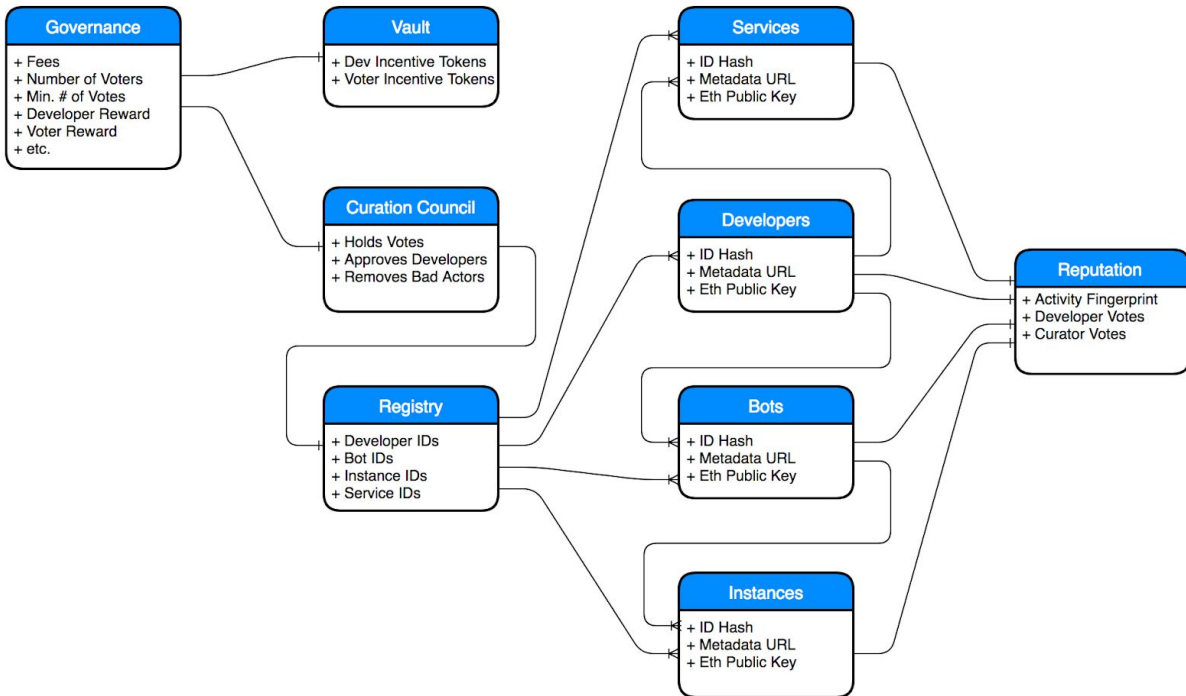 Governance
+ Fees
+ Number of Voters
+ Min. # of Votes
+ Developer Reward
+ Voter Reward
+ etc.
Vault
+ Dev Incentive Tokens
+ Voter Incentive Tokens
Curation Council
+ Holds Votes
+ Approves Developers
+ Removes Bad Actors
Registry
+ Developer IDs
+ Bot IDs
+ Instance IDs
+ Service IDs
Services
+ ID Hash
+ Metadata URL
+ Eth Public Key
Developers
+ ID Hash
+ Metadata URL
+ Eth Public Key
Bots
+ ID Hash
+ Metadata URL
+ Eth Public Key
Instances
+ ID Hash
+ Metadata URL
+ Eth Public Key
Reputation
+ Activity Fingerprint
+ Developer Votes
+ Curator Votes